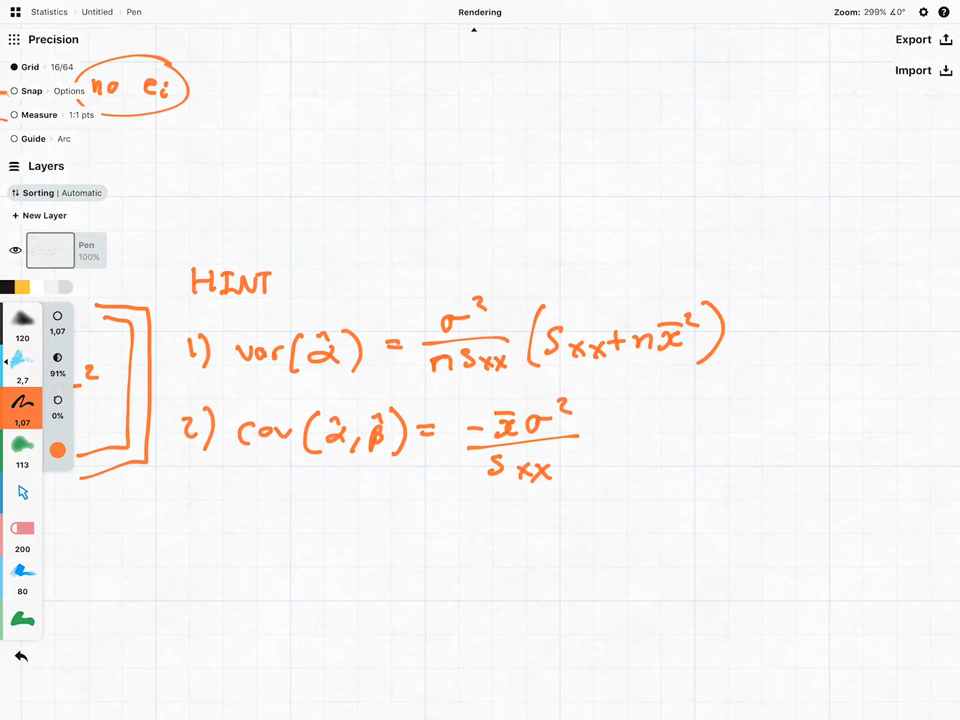 Statistics › Untitled › Pen
Rendering
Zoom: 299% ∡0°
Precision
Grid › 16/64
Snap › Options
Measure › 1:1 pts
Guide › Arc
no ei
Export
Import
Layers
Sorting | Automatic
+ New Layer
Pen
100%
120
2,7
1,07
113
200
80
1,07
91%
0%
2
HINT
1) var(α̂) = σ²/nSxx (Sxx+nx̄²)
2) cov(α̂, β̂) = -x̄σ²/Sxx